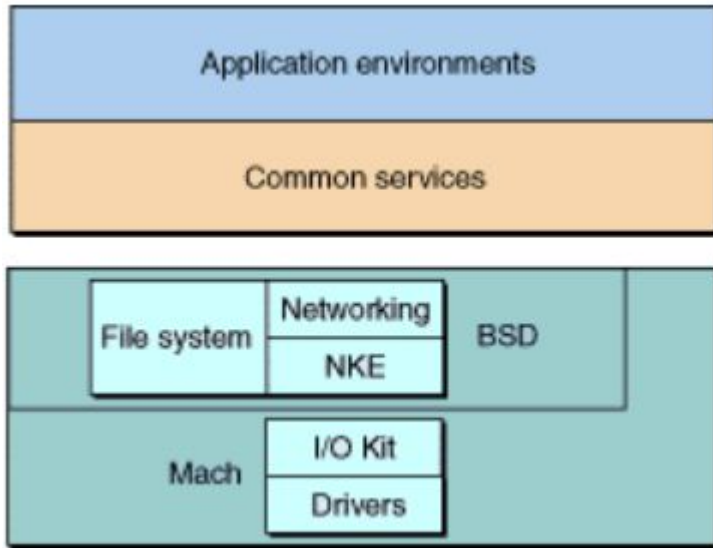 Application environments
Common services
File system
Networking
NKE
BSD
Mach
I/O Kit
Drivers